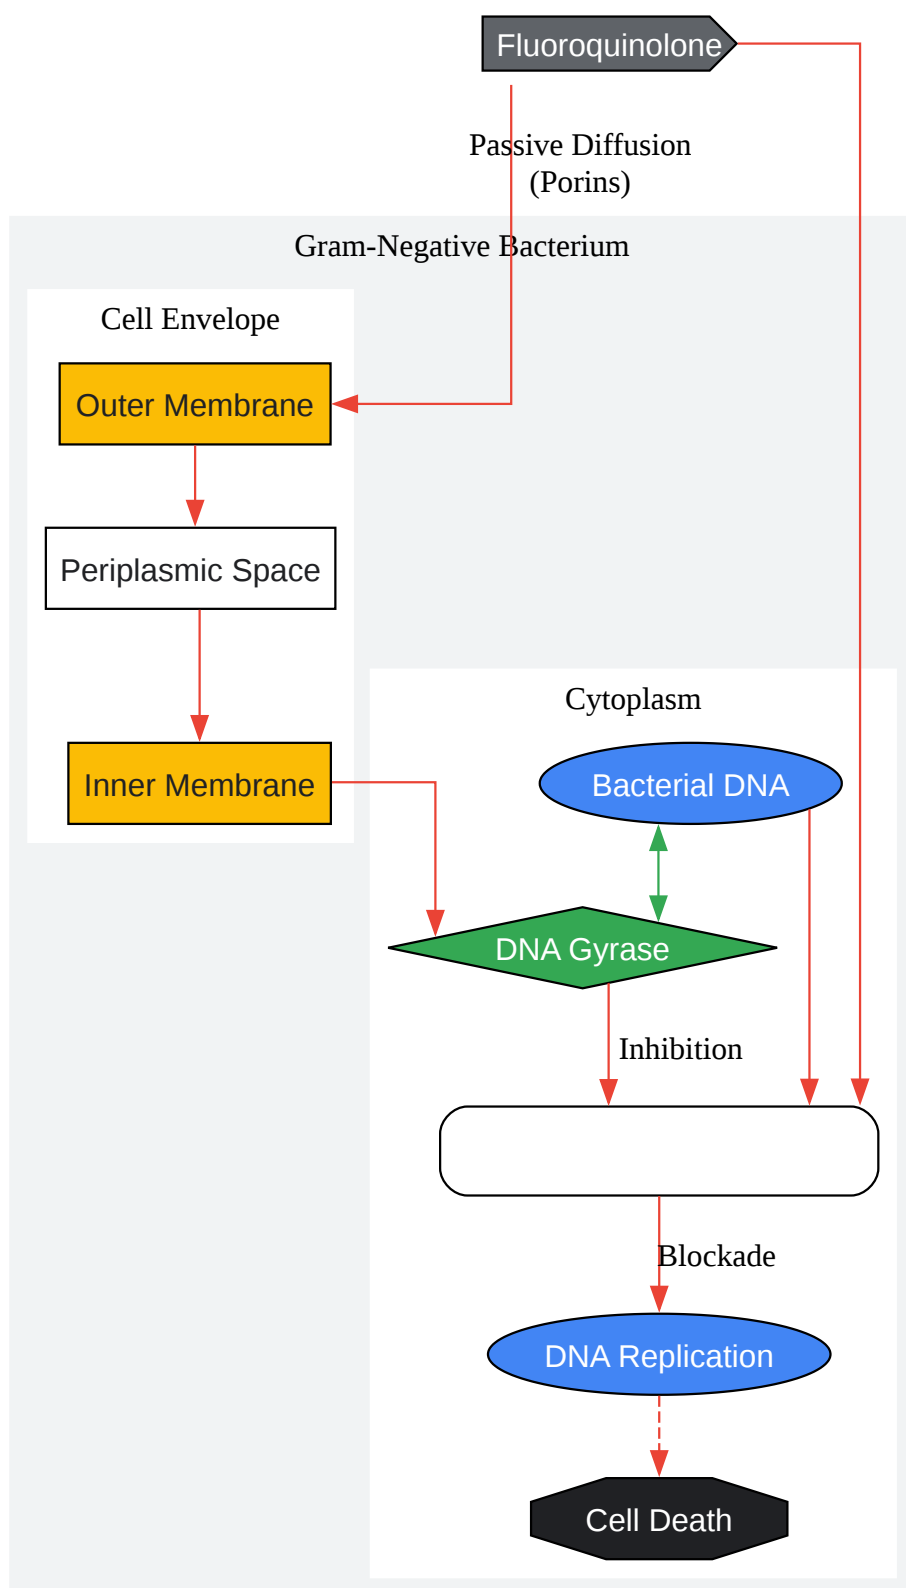 Fluoroquinolone
Passive Diffusion
(Porins)
Gram-Negative Bacterium
Cell Envelope
Outer Membrane
Periplasmic Space
Inner Membrane
Cytoplasm
Bacterial DNA
DNA Gyrase
Inhibition
Blockade
DNA Replication
Cell Death